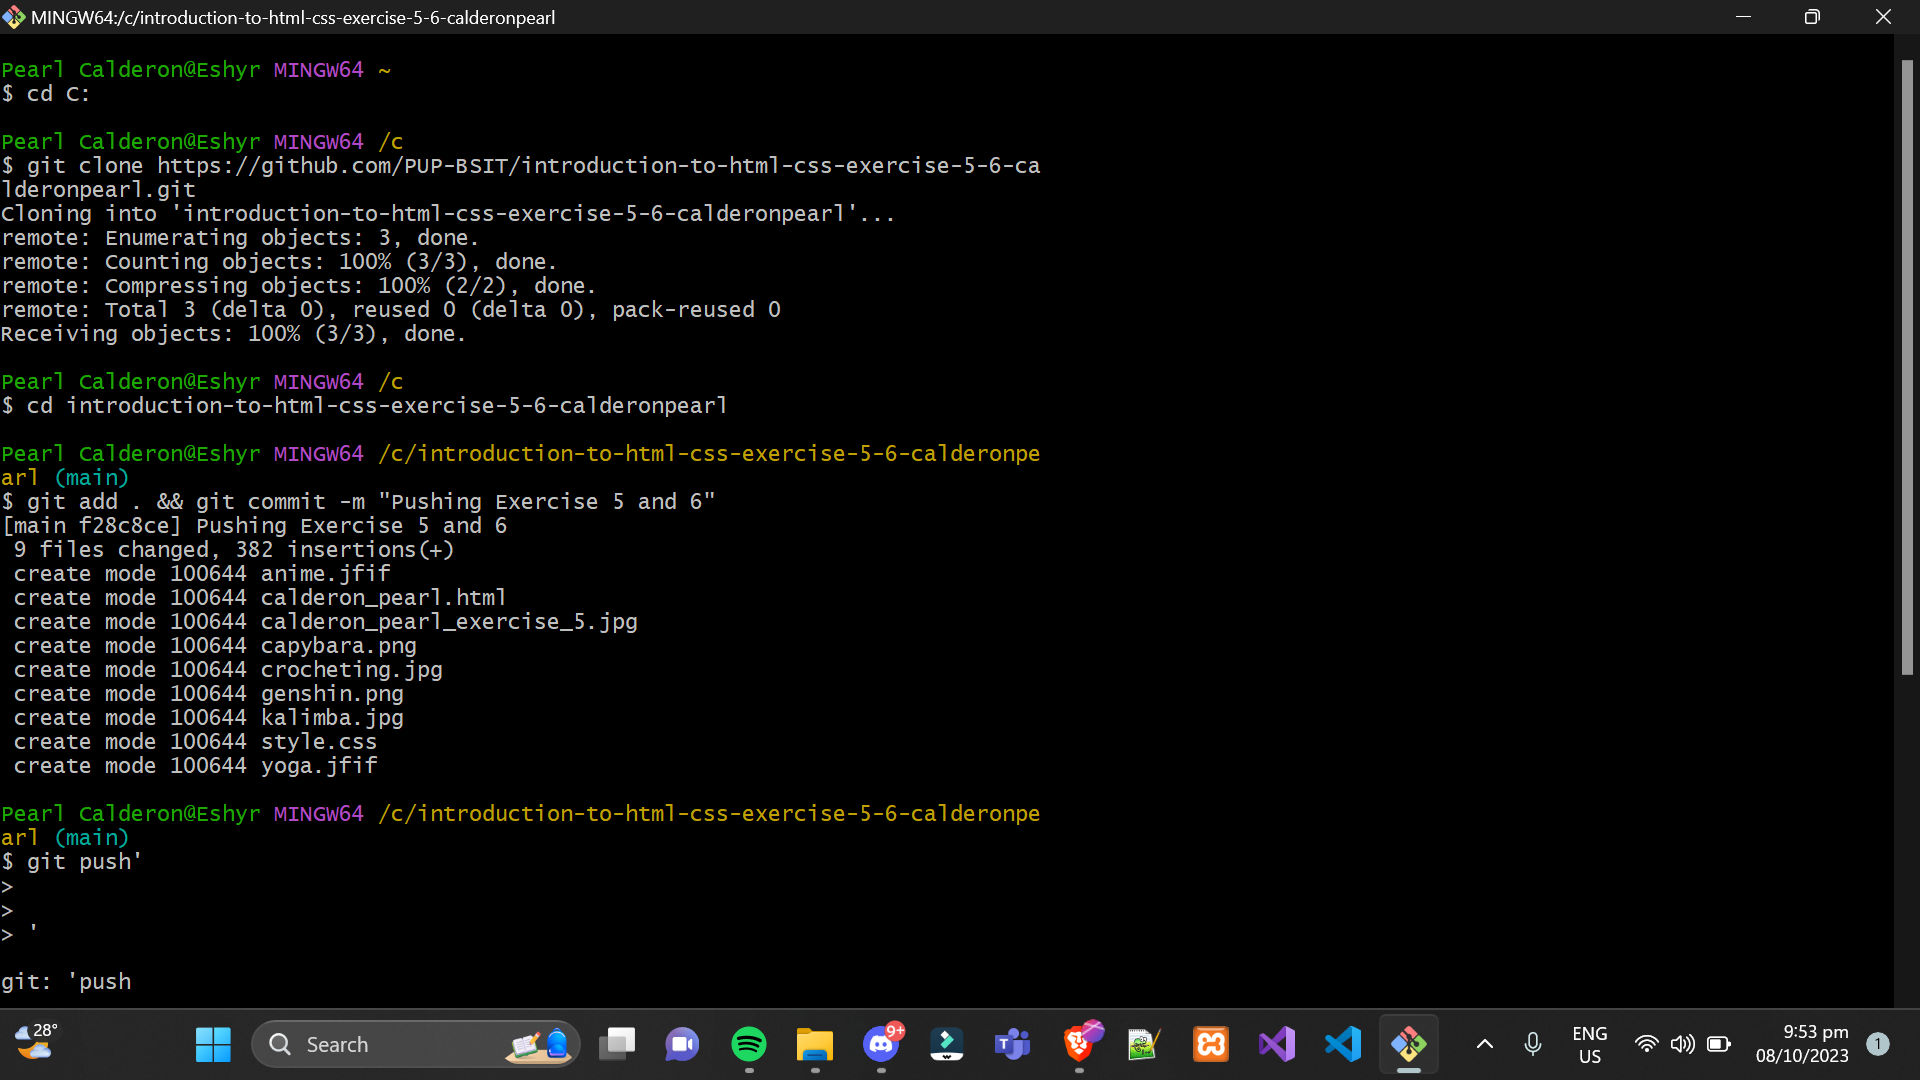 MINGW64:/c/introduction-to-html-css-exercise-5-6-calderonpearl
Pearl Calderon@Eshyr MINGW64 ~
$ cd C:
Pearl Calderon@Eshyr MINGW64 /c
$ git clone https://github.com/PUP-BSIT/introduction-to-html-css-exercise-5-6-ca
lderonpearl.git
Cloning into 'introduction-to-html-css-exercise-5-6-calderonpearl'...
remote: Enumerating objects: 3, done.
remote: Counting objects: 100% (3/3), done.
remote: Compressing objects: 100% (2/2), done.
remote: Total 3 (delta 0), reused 0 (delta 0), pack-reused 0
Receiving objects: 100% (3/3), done.
Pearl Calderon@Eshyr MINGW64 /c
$ cd introduction-to-html-css-exercise-5-6-calderonpearl
Pearl Calderon@Eshyr MINGW64 /c/introduction-to-html-css-exercise-5-6-calderonpe
arl (main)
$ git add . && git commit -m "Pushing Exercise 5 and 6"
[main f28c8ce] Pushing Exercise 5 and 6
 9 files changed, 382 insertions(+)
 create mode 100644 anime.jfif
 create mode 100644 calderon_pearl.html
 create mode 100644 calderon_pearl_exercise_5.jpg
 create mode 100644 capybara.png
 create mode 100644 crocheting.jpg
 create mode 100644 genshin.png
 create mode 100644 kalimba.jpg
 create mode 100644 style.css
 create mode 100644 yoga.jfif
Pearl Calderon@Eshyr MINGW64 /c/introduction-to-html-css-exercise-5-6-calderonpe
arl (main)
$ git push'
>
>
> '
git: 'push
28°
Search
9+
ENG
US
9:53 pm
08/10/2023
1